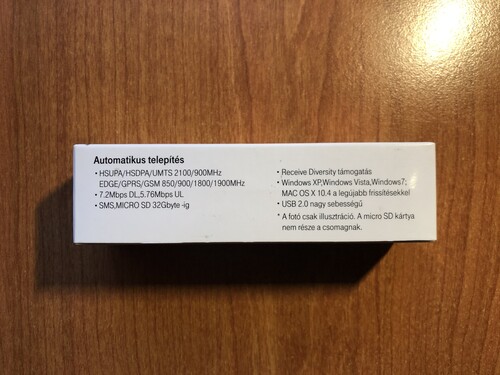 Automatikus telepítés
• HSUPA/HSDPA/UMTS 2100/900MHz
EDGE/GPRS/GSM 850/900/1800/1900MHz
• 7.2Mbps DL,5.76Mbps UL
• SMS,MICRO SD 32Gbyte -ig
• Receive Diversity támogatás
• Windows XP,Windows Vista,Windows7;
MAC OS X 10.4 a legújabb frissítésekkel
• USB 2.0 nagy sebességű
* A fotó csak illusztráció. A micro SD kártya
nem része a csomagnak.